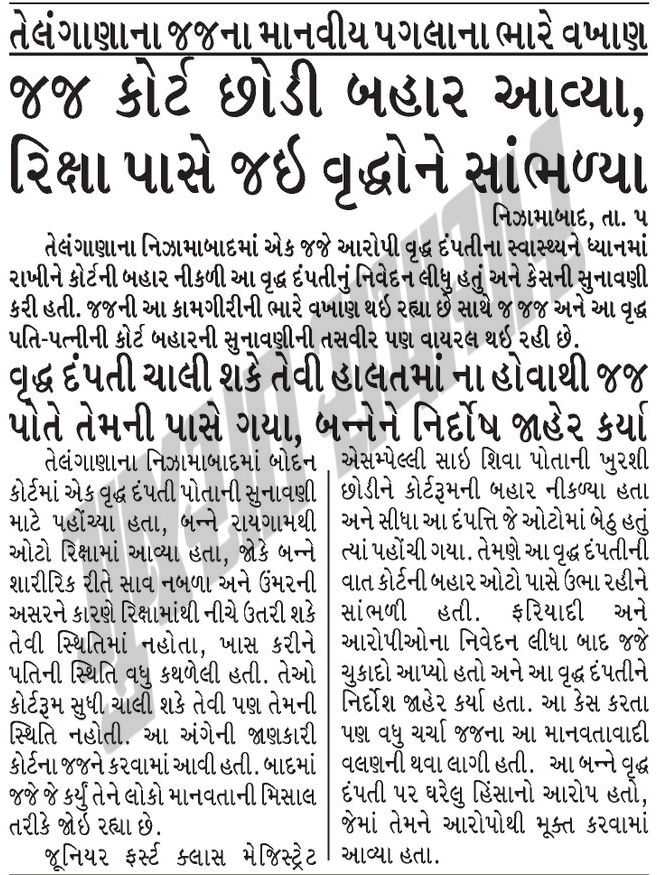 તેલંગાણાના જજના માનવીય પગલાના ભારે વખાણ
જજ કોર્ટ છોડી બહાર આવ્યા,
રિક્ષા પાસે જઇ વૃદ્ધોને સાંભળ્યા
નિઝામાબાદ, તા. ૫
તેલંગાણાના નિઝામાબાદમાં એક જજે આરોપી વૃદ્ધ દંપતીના સ્વાસ્થ્યને ધ્યાનમાં
રાખીને કોર્ટની બહાર નીકળી આ વૃદ્ધ દંપતીનું નિવેદન લીધુ હતું અને કેસની સુનાવણી
કરી હતી. જજની આ કામગીરીની ભારે વખાણ થઇ રહ્યા છે સાથે જ જજ અને આ વૃદ્ધ
પતિ-પત્નીની કોર્ટ બહારની સુનાવણીની તસવીર પણ વાયરલ થઇ રહી છે.
વૃદ્ધ દંપતી ચાલી શકે તેવી હાલતમાં ના હોવાથી જજ
પોતે તેમની પાસે ગયા, બન્નેને નિર્દોષ જાહેર કર્યા
તેલંગાણાના નિઝામાબાદમાં બોદન
કોર્ટમાં એક વૃદ્ધ દંપતી પોતાની સુનાવણી
માટે પહોંચ્યા હતા, બન્ને રાયગામથી
ઓટો રિક્ષામાં આવ્યા હતા, જોકે બન્ને
શારીરિક રીતે સાવ નબળા અને ઉંમરની
અસરને કારણે રિક્ષામાંથી નીચે ઉતરી શકે
તેવી સ્થિતિમાં નહોતા, ખાસ કરીને
પતિની સ્થિતિ વધુ કથળેલી હતી. તેઓ
કોર્ટરૂમ સુધી ચાલી શકે તેવી પણ તેમની
સ્થિતિ નહોતી. આ અંગેની જાણકારી
કોર્ટના જજને કરવામાં આવી હતી. બાદમાં
જજે જે કર્યું તેને લોકો માનવતાની મિસાલ
તરીકે જોઇ રહ્યા છે.
જૂનિયર ફર્સ્ટ ક્લાસ મેજિસ્ટ્રેટ
એસમ્પેલ્લી સાઇ શિવા પોતાની ખુરશી
છોડીને કોર્ટરૂમની બહાર નીકળ્યા હતા
અને સીધા આ દંપત્તિ જે ઓટોમાં બેઠુ હતું
ત્યાં પહોંચી ગયા. તેમણે આ વૃદ્ધ દંપતીની
વાત કોર્ટની બહાર ઓટો પાસે ઉભા રહીને
સાંભળી હતી. ફરિયાદી અને
આરોપીઓના નિવેદન લીધા બાદ જજે
ચુકાદો આપ્યો હતો અને આ વૃદ્ધ દંપતીને
નિર્દોશ જાહેર કર્યા હતા. આ કેસ કરતા
પણ વધુ ચર્ચા જજના આ માનવતાવાદી
વલણની થવા લાગી હતી. આ બન્ને વૃદ્ધ
દંપતી પર ઘરેલુ હિંસાનો આરોપ હતો,
જેમાં તેમને આરોપોથી મૂક્ત કરવામાં
આવ્યા હતા.